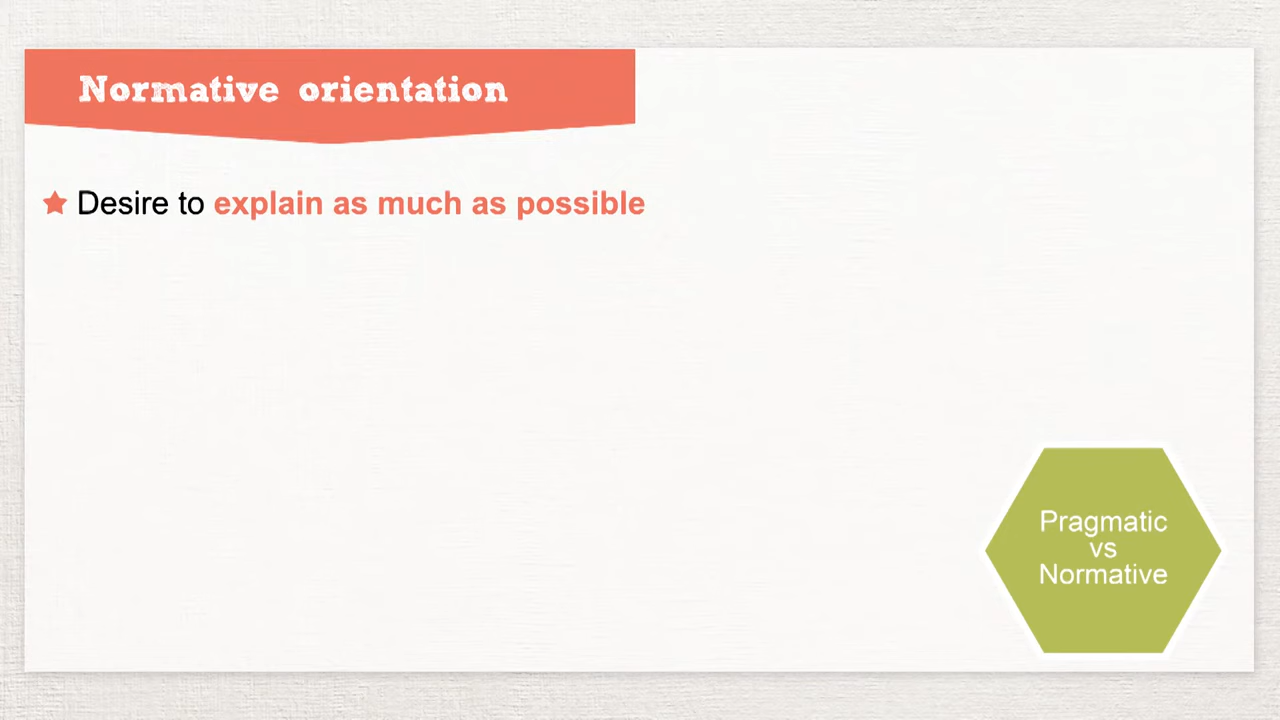 Normative orientation
Desire to explain as much as possible
Pragmatic
vs
Normative